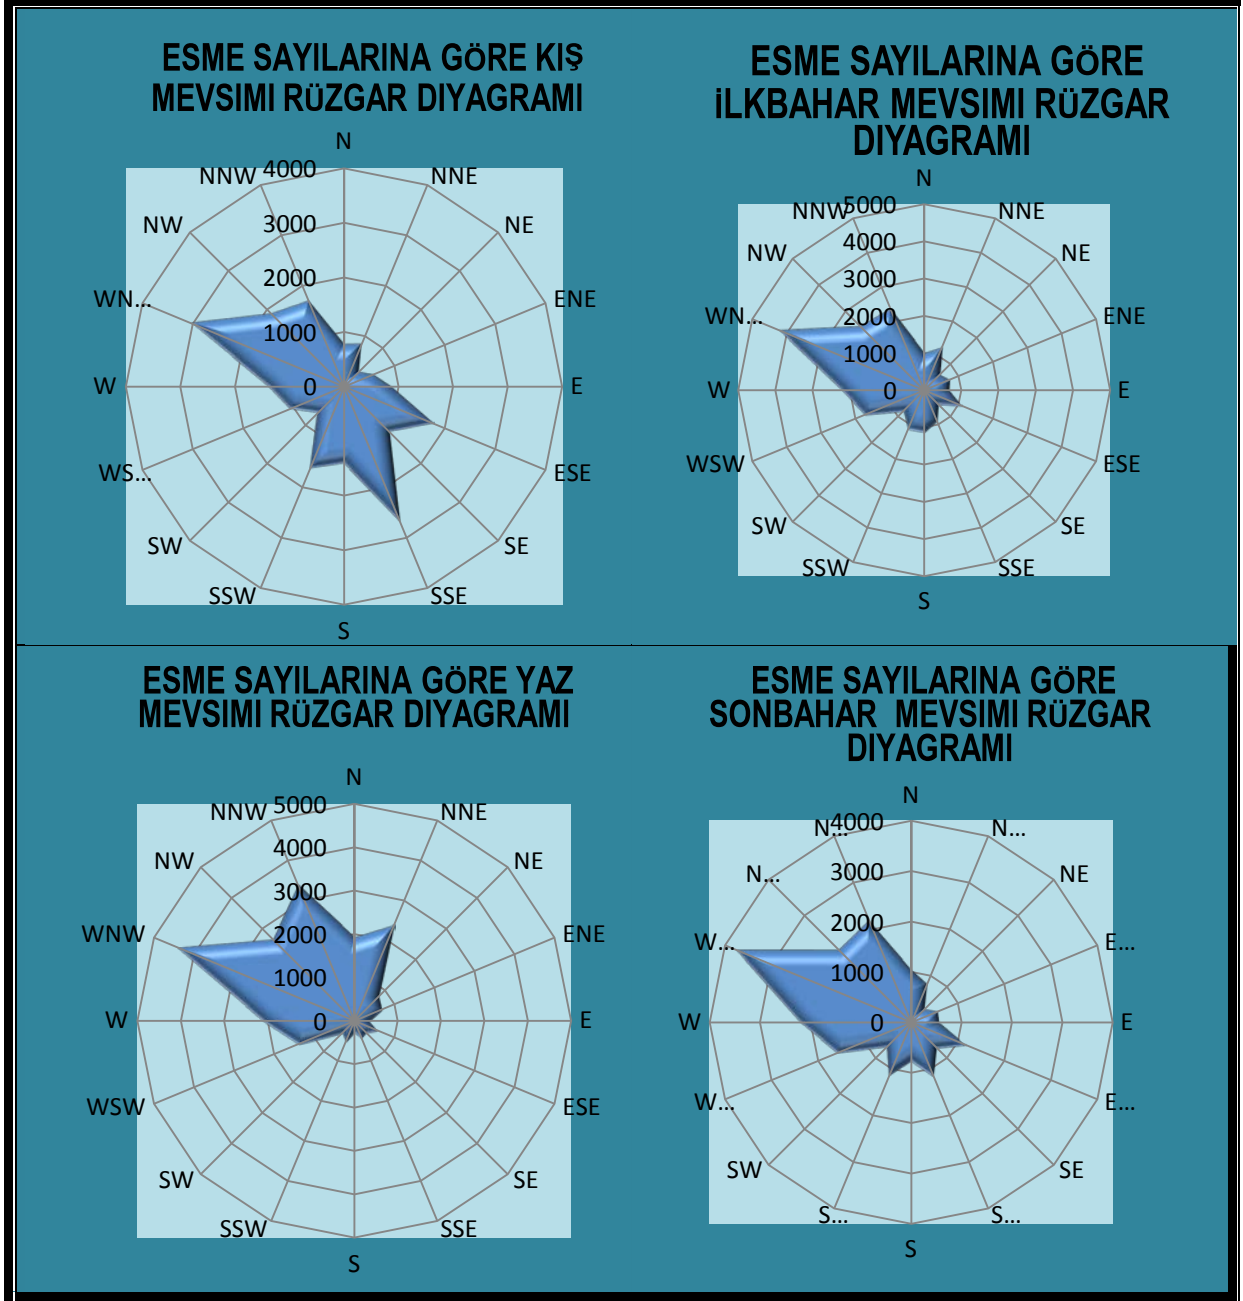 ESME SAYILARINA GÖRE KIŞ
MEVSIMI RÜZGAR DIYAGRAMI
N
NNE
NE
ENE
E
ESE
SE
SSE
S
SSW
SW
WS...
W
WN...
NW
NNW
4000
3000
2000
1000
0
ESME SAYILARINA GÖRE
İLKBAHAR MEVSIMI RÜZGAR
DIYAGRAMI
N
NNE
NE
ENE
E
ESE
SE
SSE
S
SSW
SW
WSW
W
WN...
NW
NNW
5000
4000
3000
2000
1000
0
ESME SAYILARINA GÖRE YAZ
MEVSIMI RÜZGAR DIYAGRAMI
N
NNE
NE
ENE
E
ESE
SE
SSE
S
SSW
SW
WSW
W
WNW
NW
NNW
5000
4000
3000
2000
1000
0
ESME SAYILARINA GÖRE
SONBAHAR MEVSIMI RÜZGAR
DIYAGRAMI
N
N...
NE
E...
E
E...
SE
S...
S
S...
SW
W...
W
W...
N...
N...
4000
3000
2000
1000
0